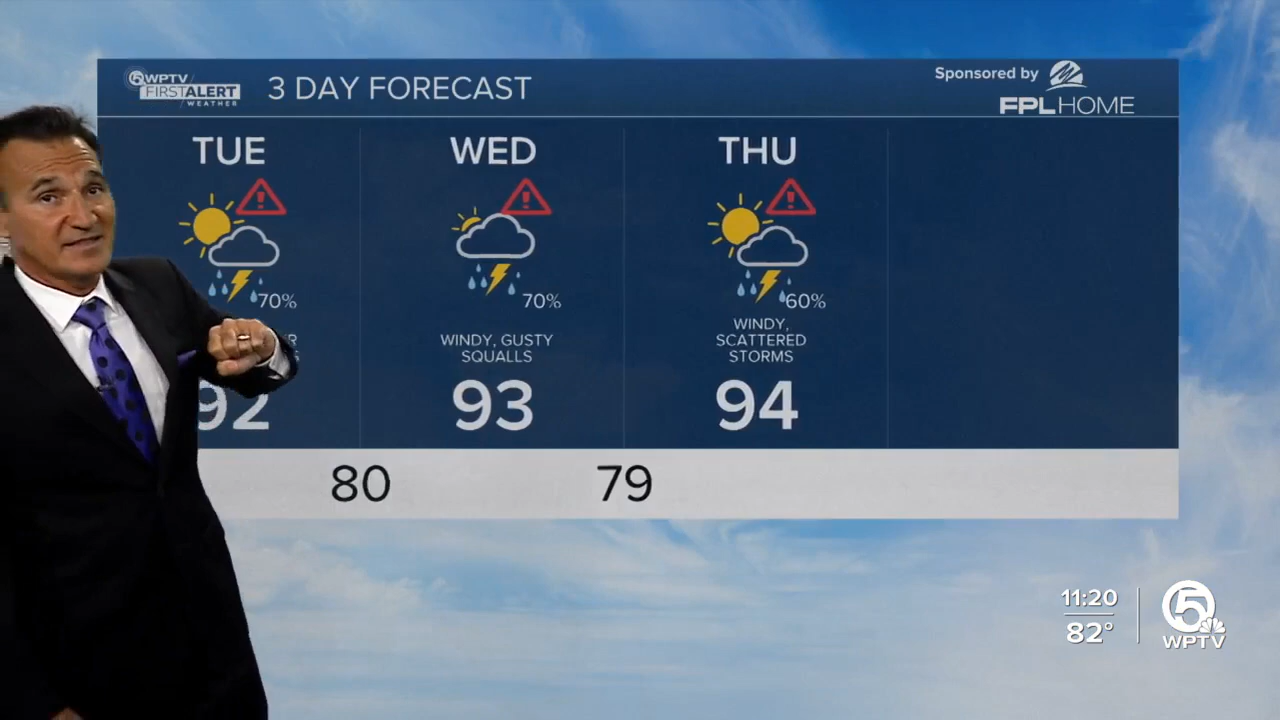 5 WPTV
FIRST ALERT
WEATHER
3 DAY FORECAST
Sponsored by
FPL HOME
TUE
WED
THU
70%
70%
60%
WINDY, GUSTY
SQUALLS
WINDY,
SCATTERED
STORMS
92
93
94
80
79
11:20
82°
5
WPTV